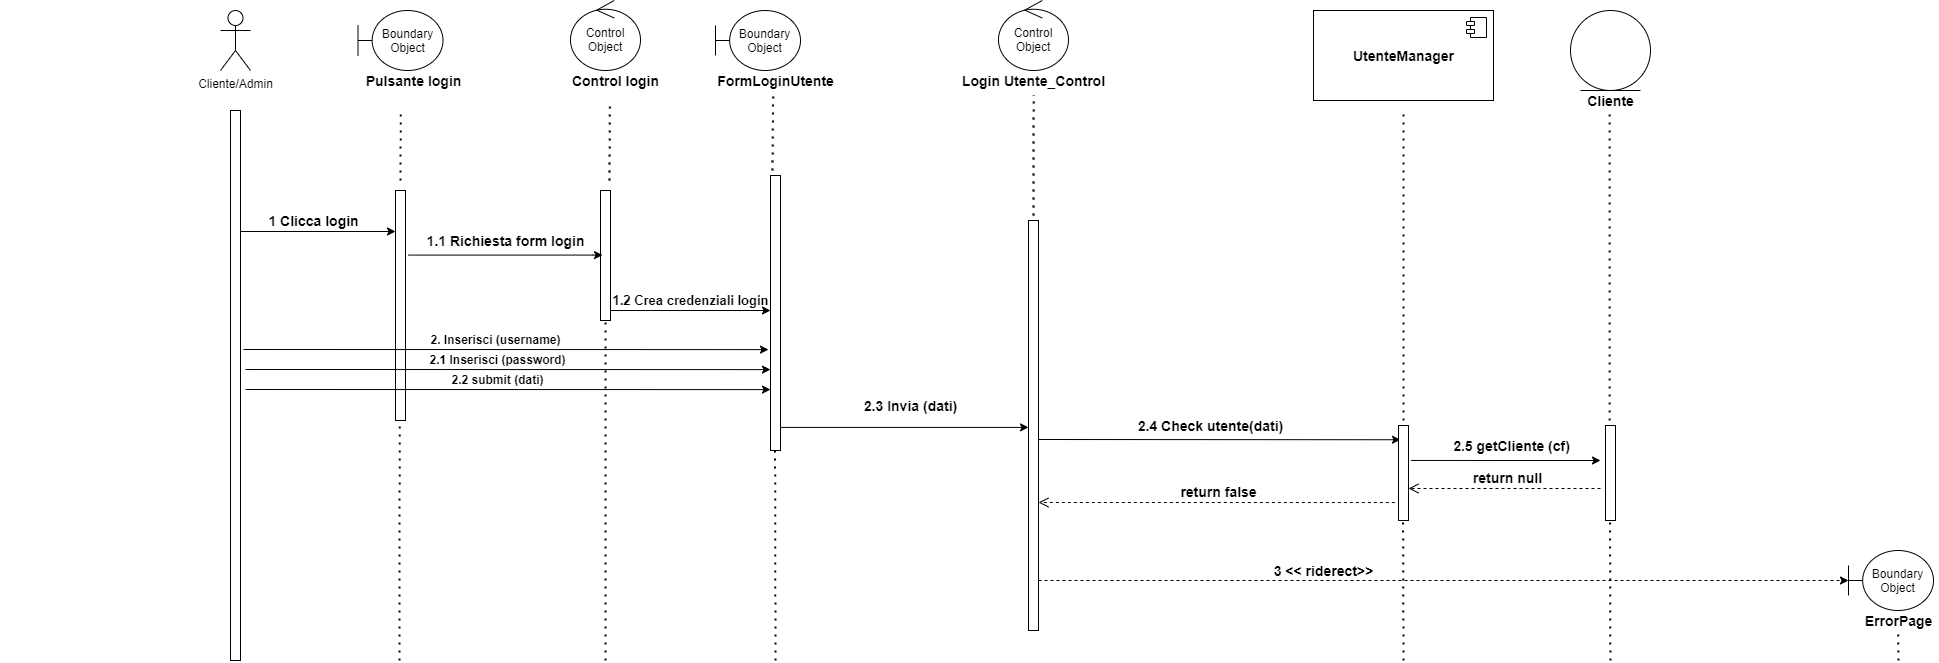 Boundary
Object
Control
Object
Boundary
Object
Control
Object
Cliente/Admin
Pulsante login
Control login
FormLoginUtente
Login Utente_Control
UtenteManager
Cliente
1 Clicca login
1.1 Richiesta form login
1.2 Crea credenziali login
2. Inserisci (username)
2.1 Inserisci (password)
2.2 submit (dati)
2.3 Invia (dati)
2.4 Check utente(dati)
2.5 getCliente (cf)
return null
return false
3 << riderect>>
Boundary
Object
ErrorPage